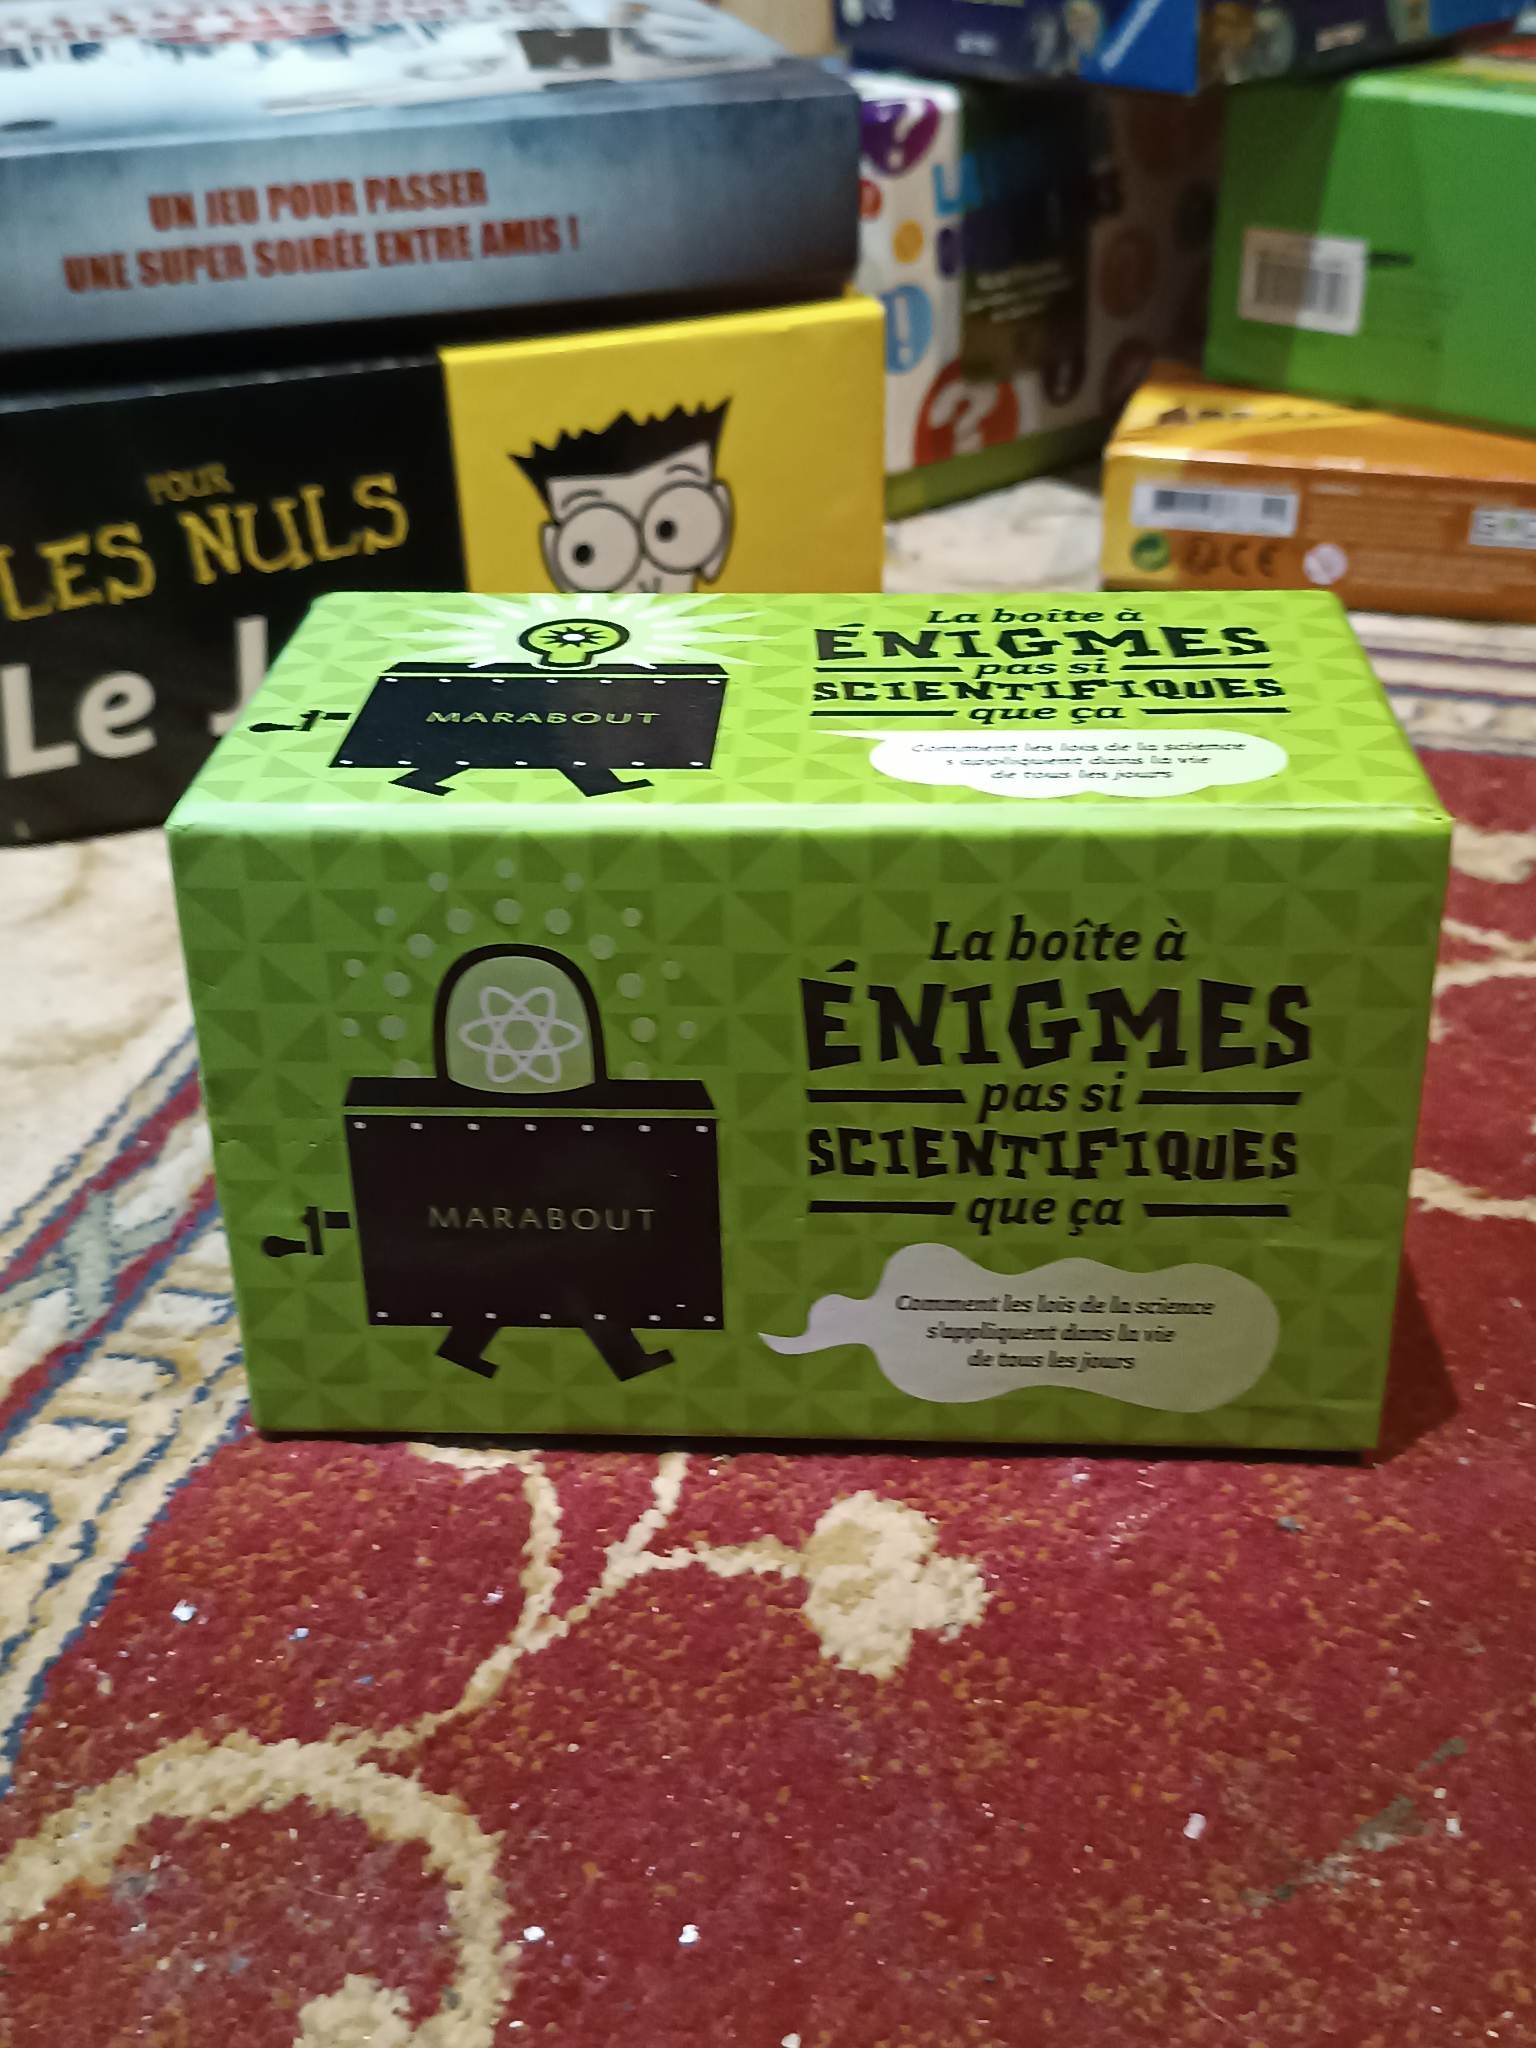 UN JEU POUR PASSER
UNE SUPER SOIRÉE ENTRE AMIS !
POUR
LES NULS
Le
MARABOUT
La boîte à
ÉNIGMES
pas si
SCIENTIFIQUES
que ça
Comment les lois de la science
s'appliquent dans la vie
de tous les jours
MARABOUT
La boîte à
ÉNIGMES
pas si
SCIENTIFIQUES
que ça
Comment les lois de la science
s'appliquent dans la vie
de tous les jours